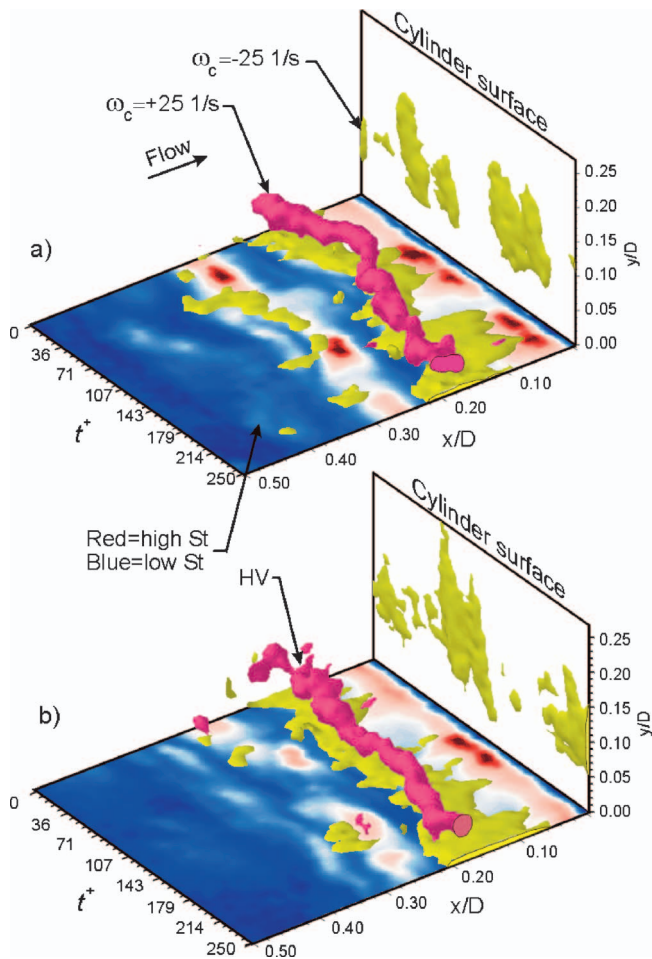 ω_c=-25 1/s
ω_c=+25 1/s
Flow
Cylinder surface
a)
0.25
0.20
0.15
0.10
0.05
0.00
y/D
0
36
71
107
143
179
214
250
t⁺
0.50
0.40
0.30
0.20
0.10
x/D
Red=high St
Blue=low St
HV
Cylinder surface
b)
0.25
0.20
0.15
0.10
0.05
0.00
y/D
0
36
71
107
143
179
214
250
t⁺
0.50
0.40
0.30
0.20
0.10
x/D